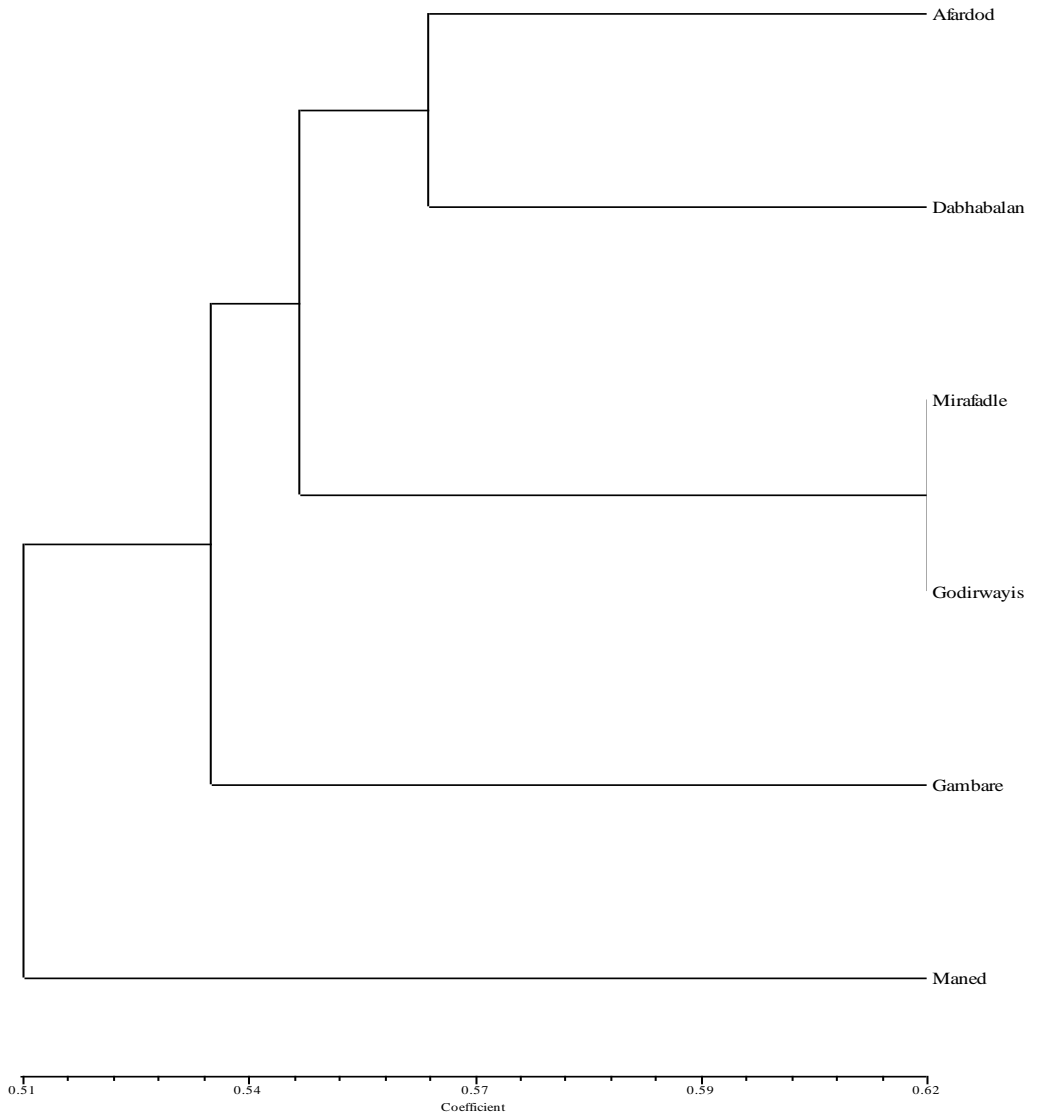 Afardod
Dabhabalan
Mirafadle
Godirwayis
Gambare
Maned
0.51 0.54 0.57 0.59 0.62
Coefficient